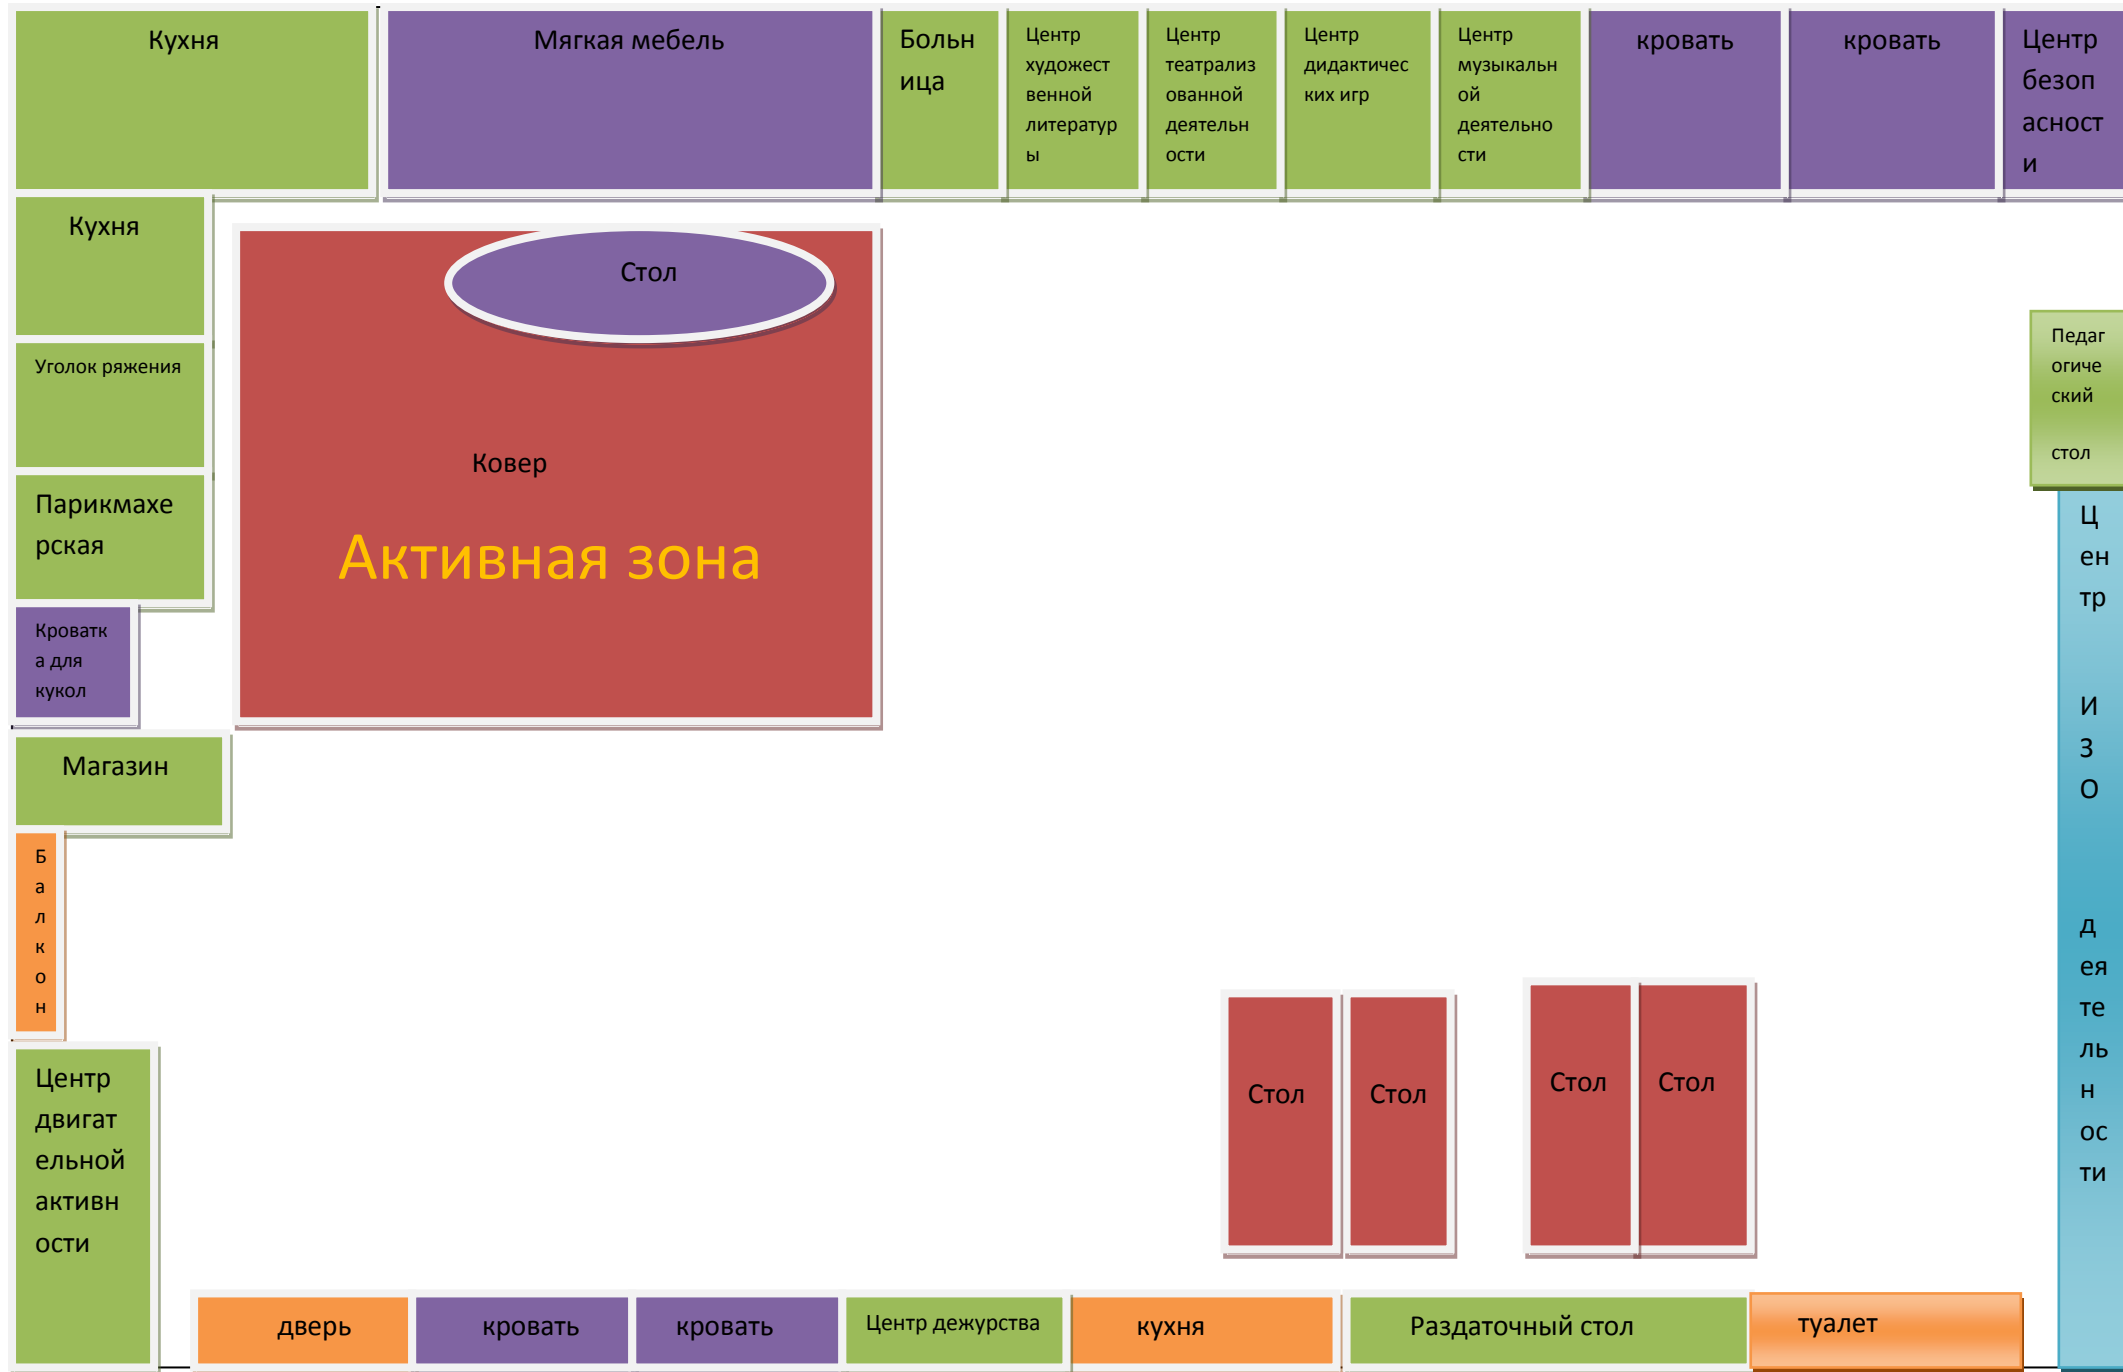 Кухня
Мягкая мебель
Больн
ица
Центр
художест
венной
литератур
ы
Центр
театрализ
ованной
деятельн
ости
Центр
дидактичес
ких игр
Центр
музыкальн
ой
деятельно
сти
кровать
кровать
Центр
безоп
асност
и
Кухня
Стол
Уголок ряжения
Педаг
огиче
ский
стол
Ковер
Активная зона
Парикмахе
рская
Кроватк
а для
кукол
Магазин
Б
а
л
к
о
н
Ц
ен
тр
И
З
О
д
ея
те
ль
н
ос
ти
Центр
двигат
ельной
активн
ости
Стол
Стол
Стол
Стол
дверь
кровать
кровать
Центр дежурства
кухня
Раздаточный стол
туалет